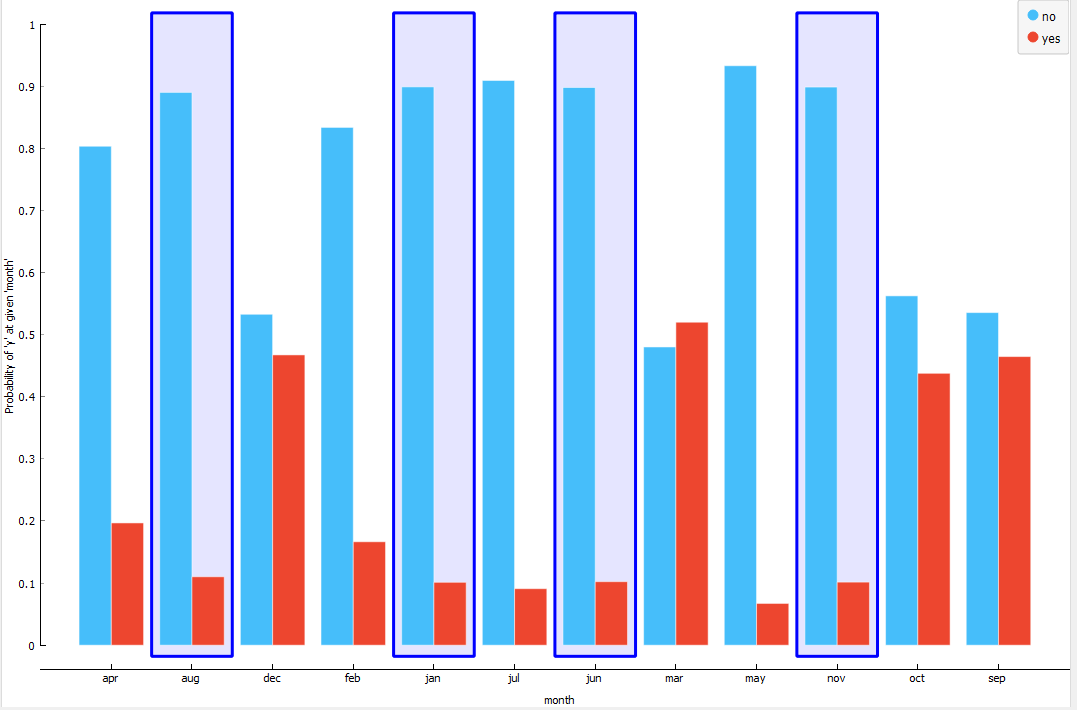 no
yes
Probability of 'y' at given 'month'
1
0.9
0.8
0.7
0.6
0.5
0.4
0.3
0.2
0.1
0
apr aug dec feb jan jul jun mar may nov oct sep
month